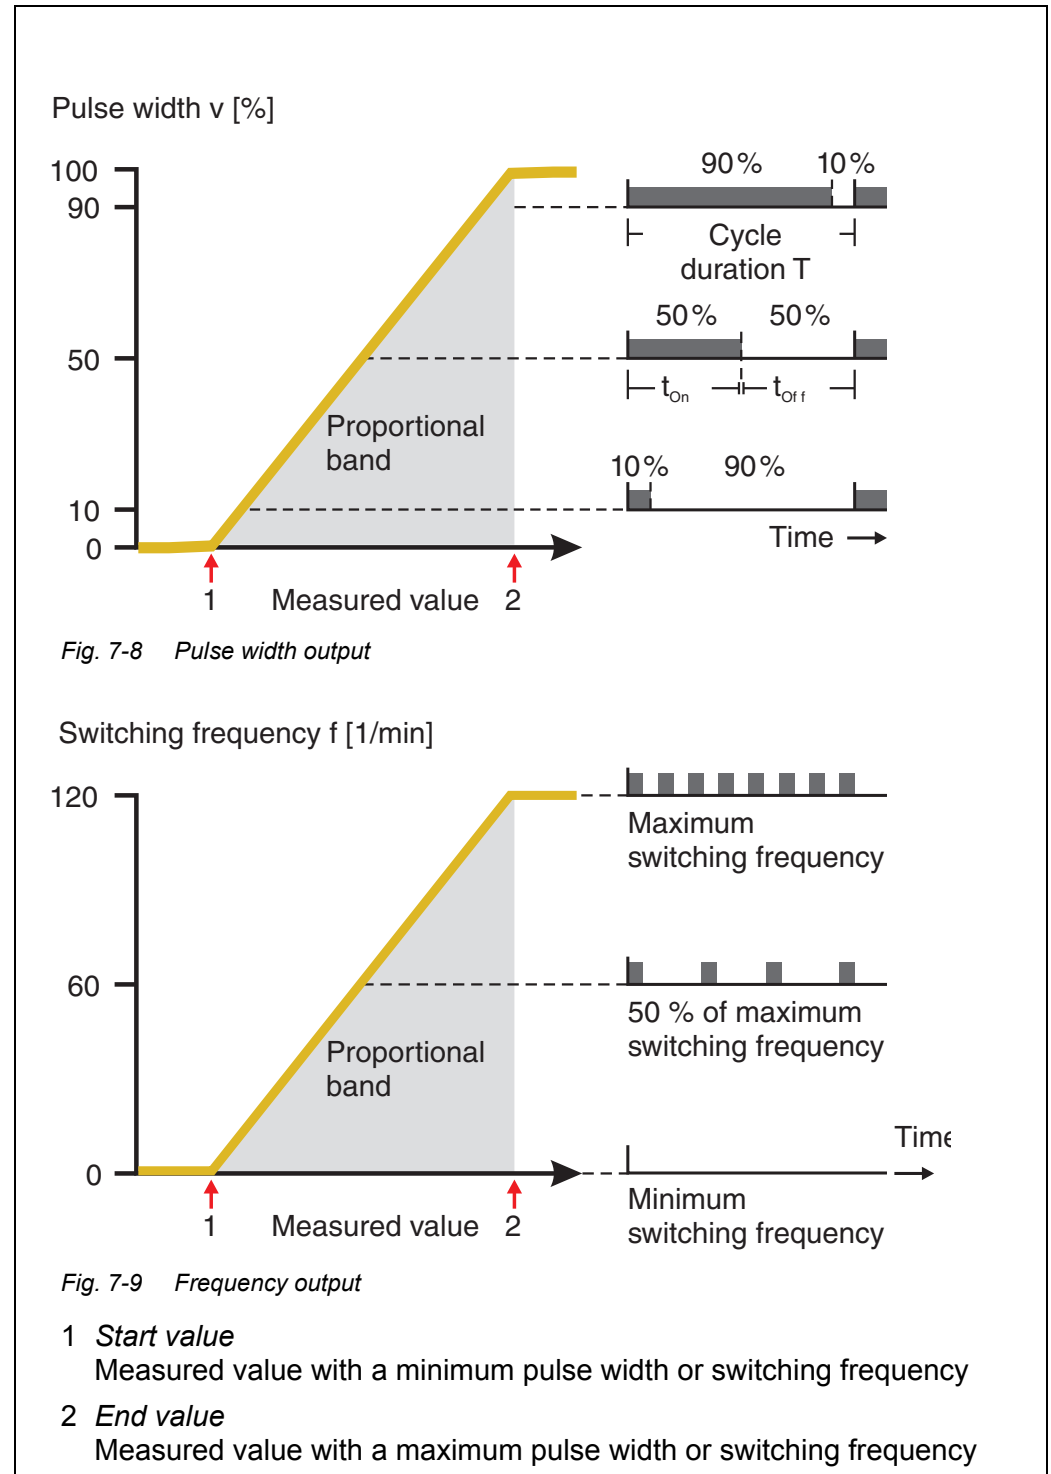 Pulse width v [%]
100
90
50
10
0
90% 10%
Cycle
duration T
50% 50%
tOn tOff
10% 90%
Time
Proportional
band
1 Measured value 2
Fig. 7-8 Pulse width output
Switching frequency f [1/min]
120
60
0
Maximum
switching frequency
50 % of maximum
switching frequency
Proportional
band
Time
Minimum
switching frequency
1 Measured value 2
Fig. 7-9 Frequency output
1 Start value
Measured value with a minimum pulse width or switching frequency
2 End value
Measured value with a maximum pulse width or switching frequency